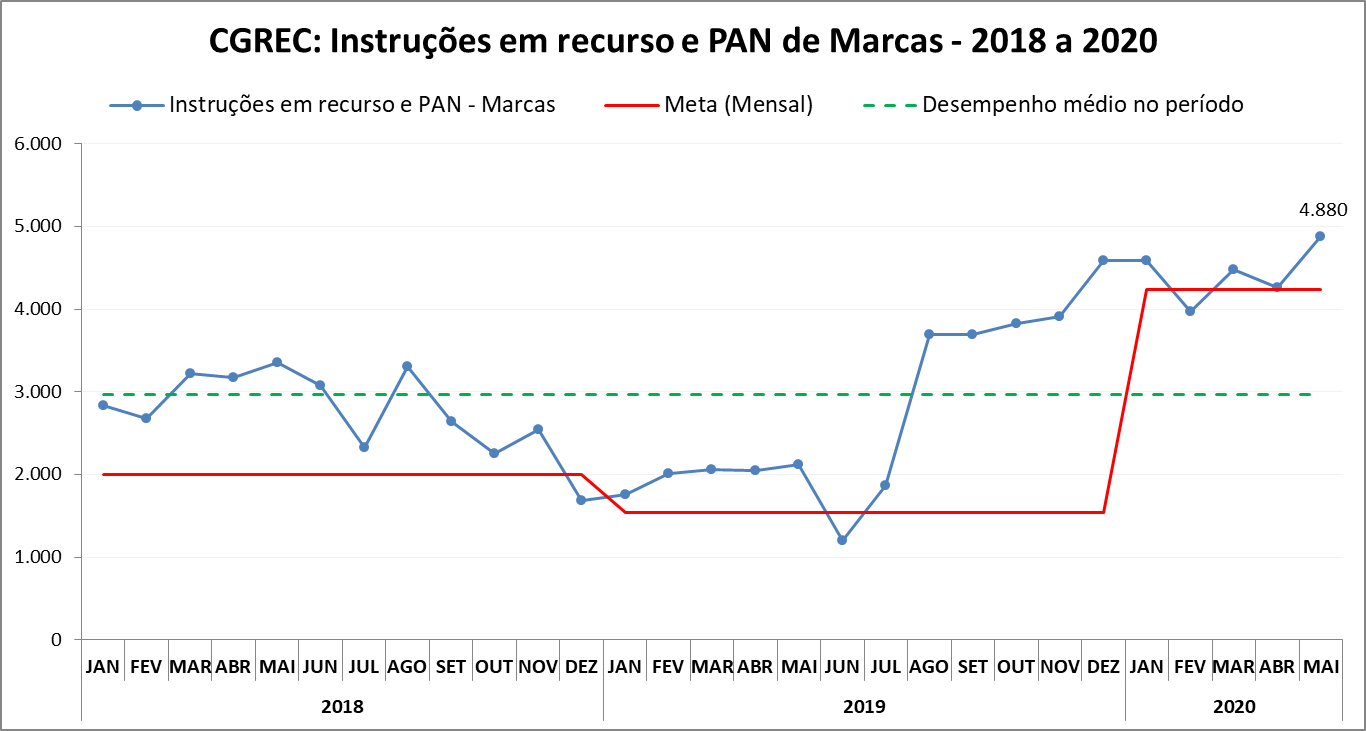 CGREC: Instruções em recurso e PAN de Marcas - 2018 a 2020
Instruções em recurso e PAN - Marcas Meta (Mensal) Desempenho médio no período
6.000
5.000
4.000
3.000
2.000
1.000
0
4.880
JAN FEV MAR ABR MAI JUN JUL AGO SET OUT NOV DEZ JAN FEV MAR ABR MAI JUN JUL AGO SET OUT NOV DEZ JAN FEV MAR ABR MAI
2018 2019 2020